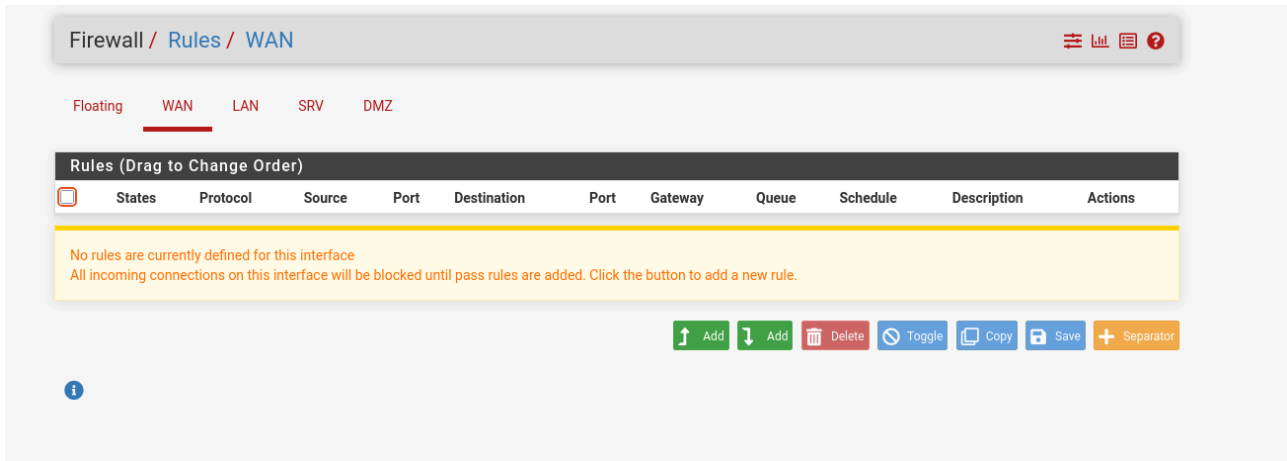 Firewall / Rules / WAN
Floating WAN LAN SRV DMZ
Rules (Drag to Change Order)
States Protocol Source Port Destination Port Gateway Queue Schedule Description Actions
No rules are currently defined for this interface
All incoming connections on this interface will be blocked until pass rules are added. Click the button to add a new rule.
Add Add Delete Toggle Copy Save Separator